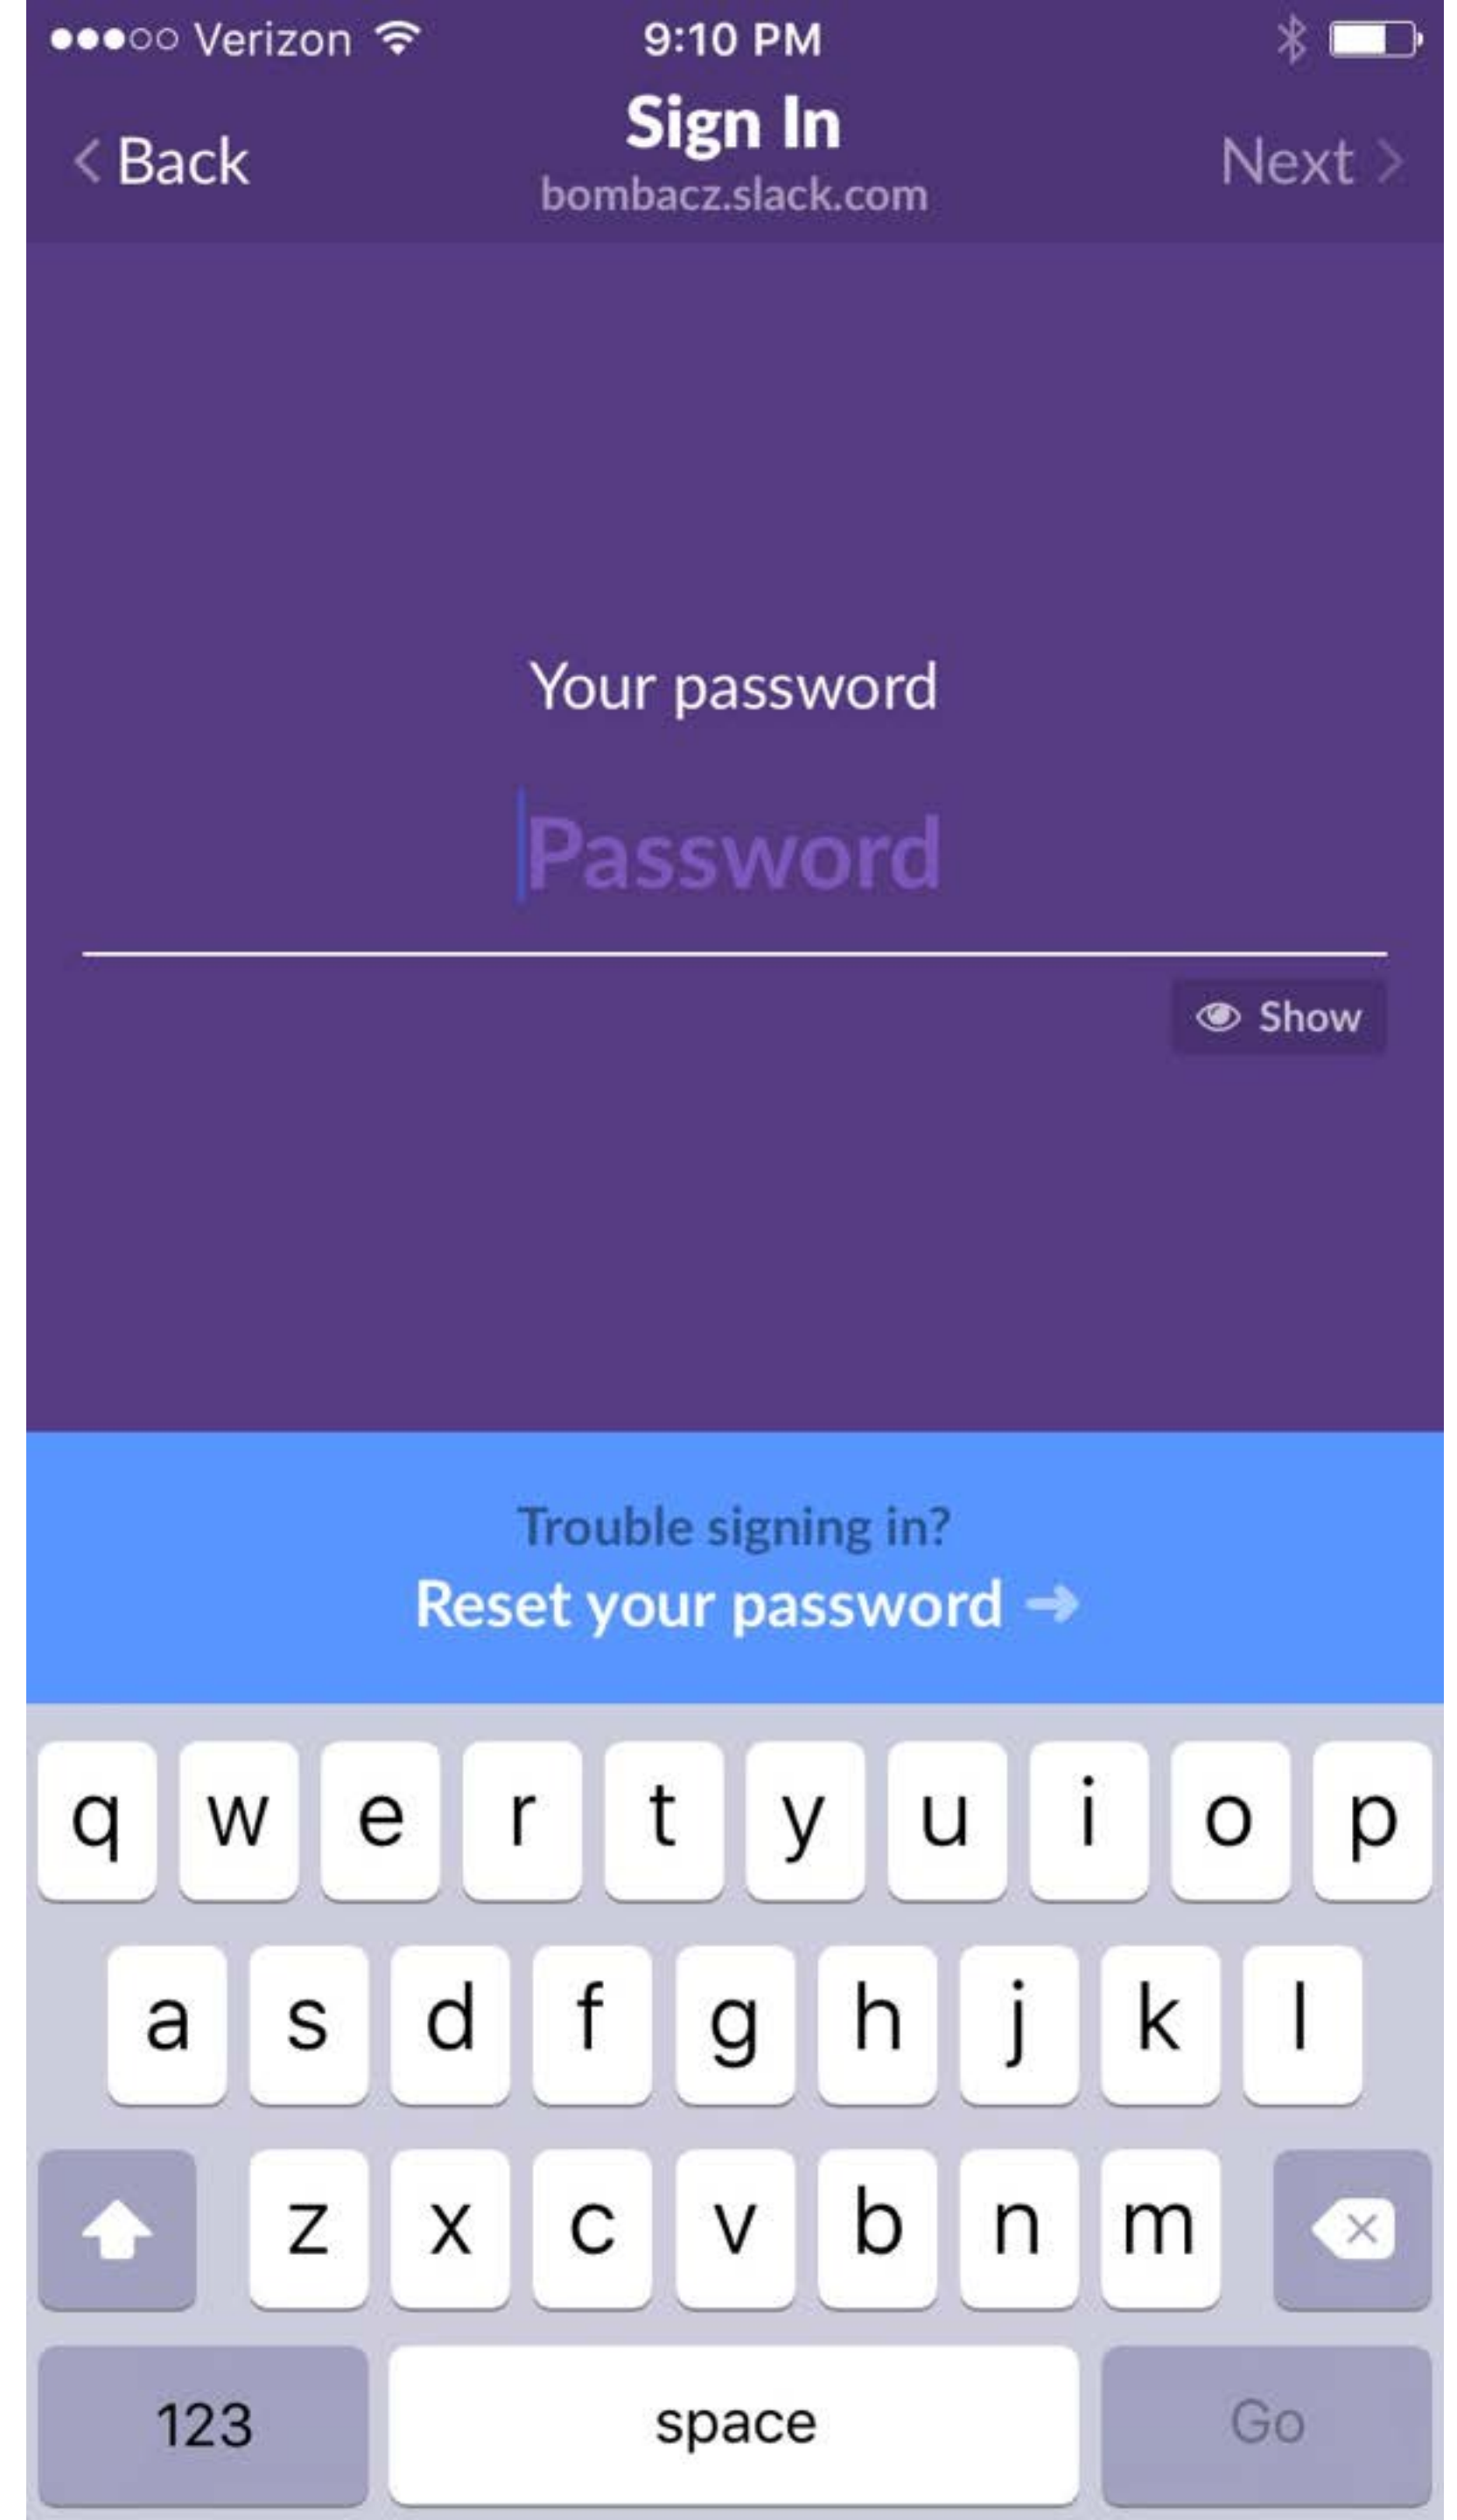 Verizon 9:10 PM
Sign In
Back Next
bombacz.slack.com
Your password
Password
Show
Trouble signing in?
Reset your password
q w e r t y u i o p
a s d f g h j k l
z x c v b n m
123 space Go